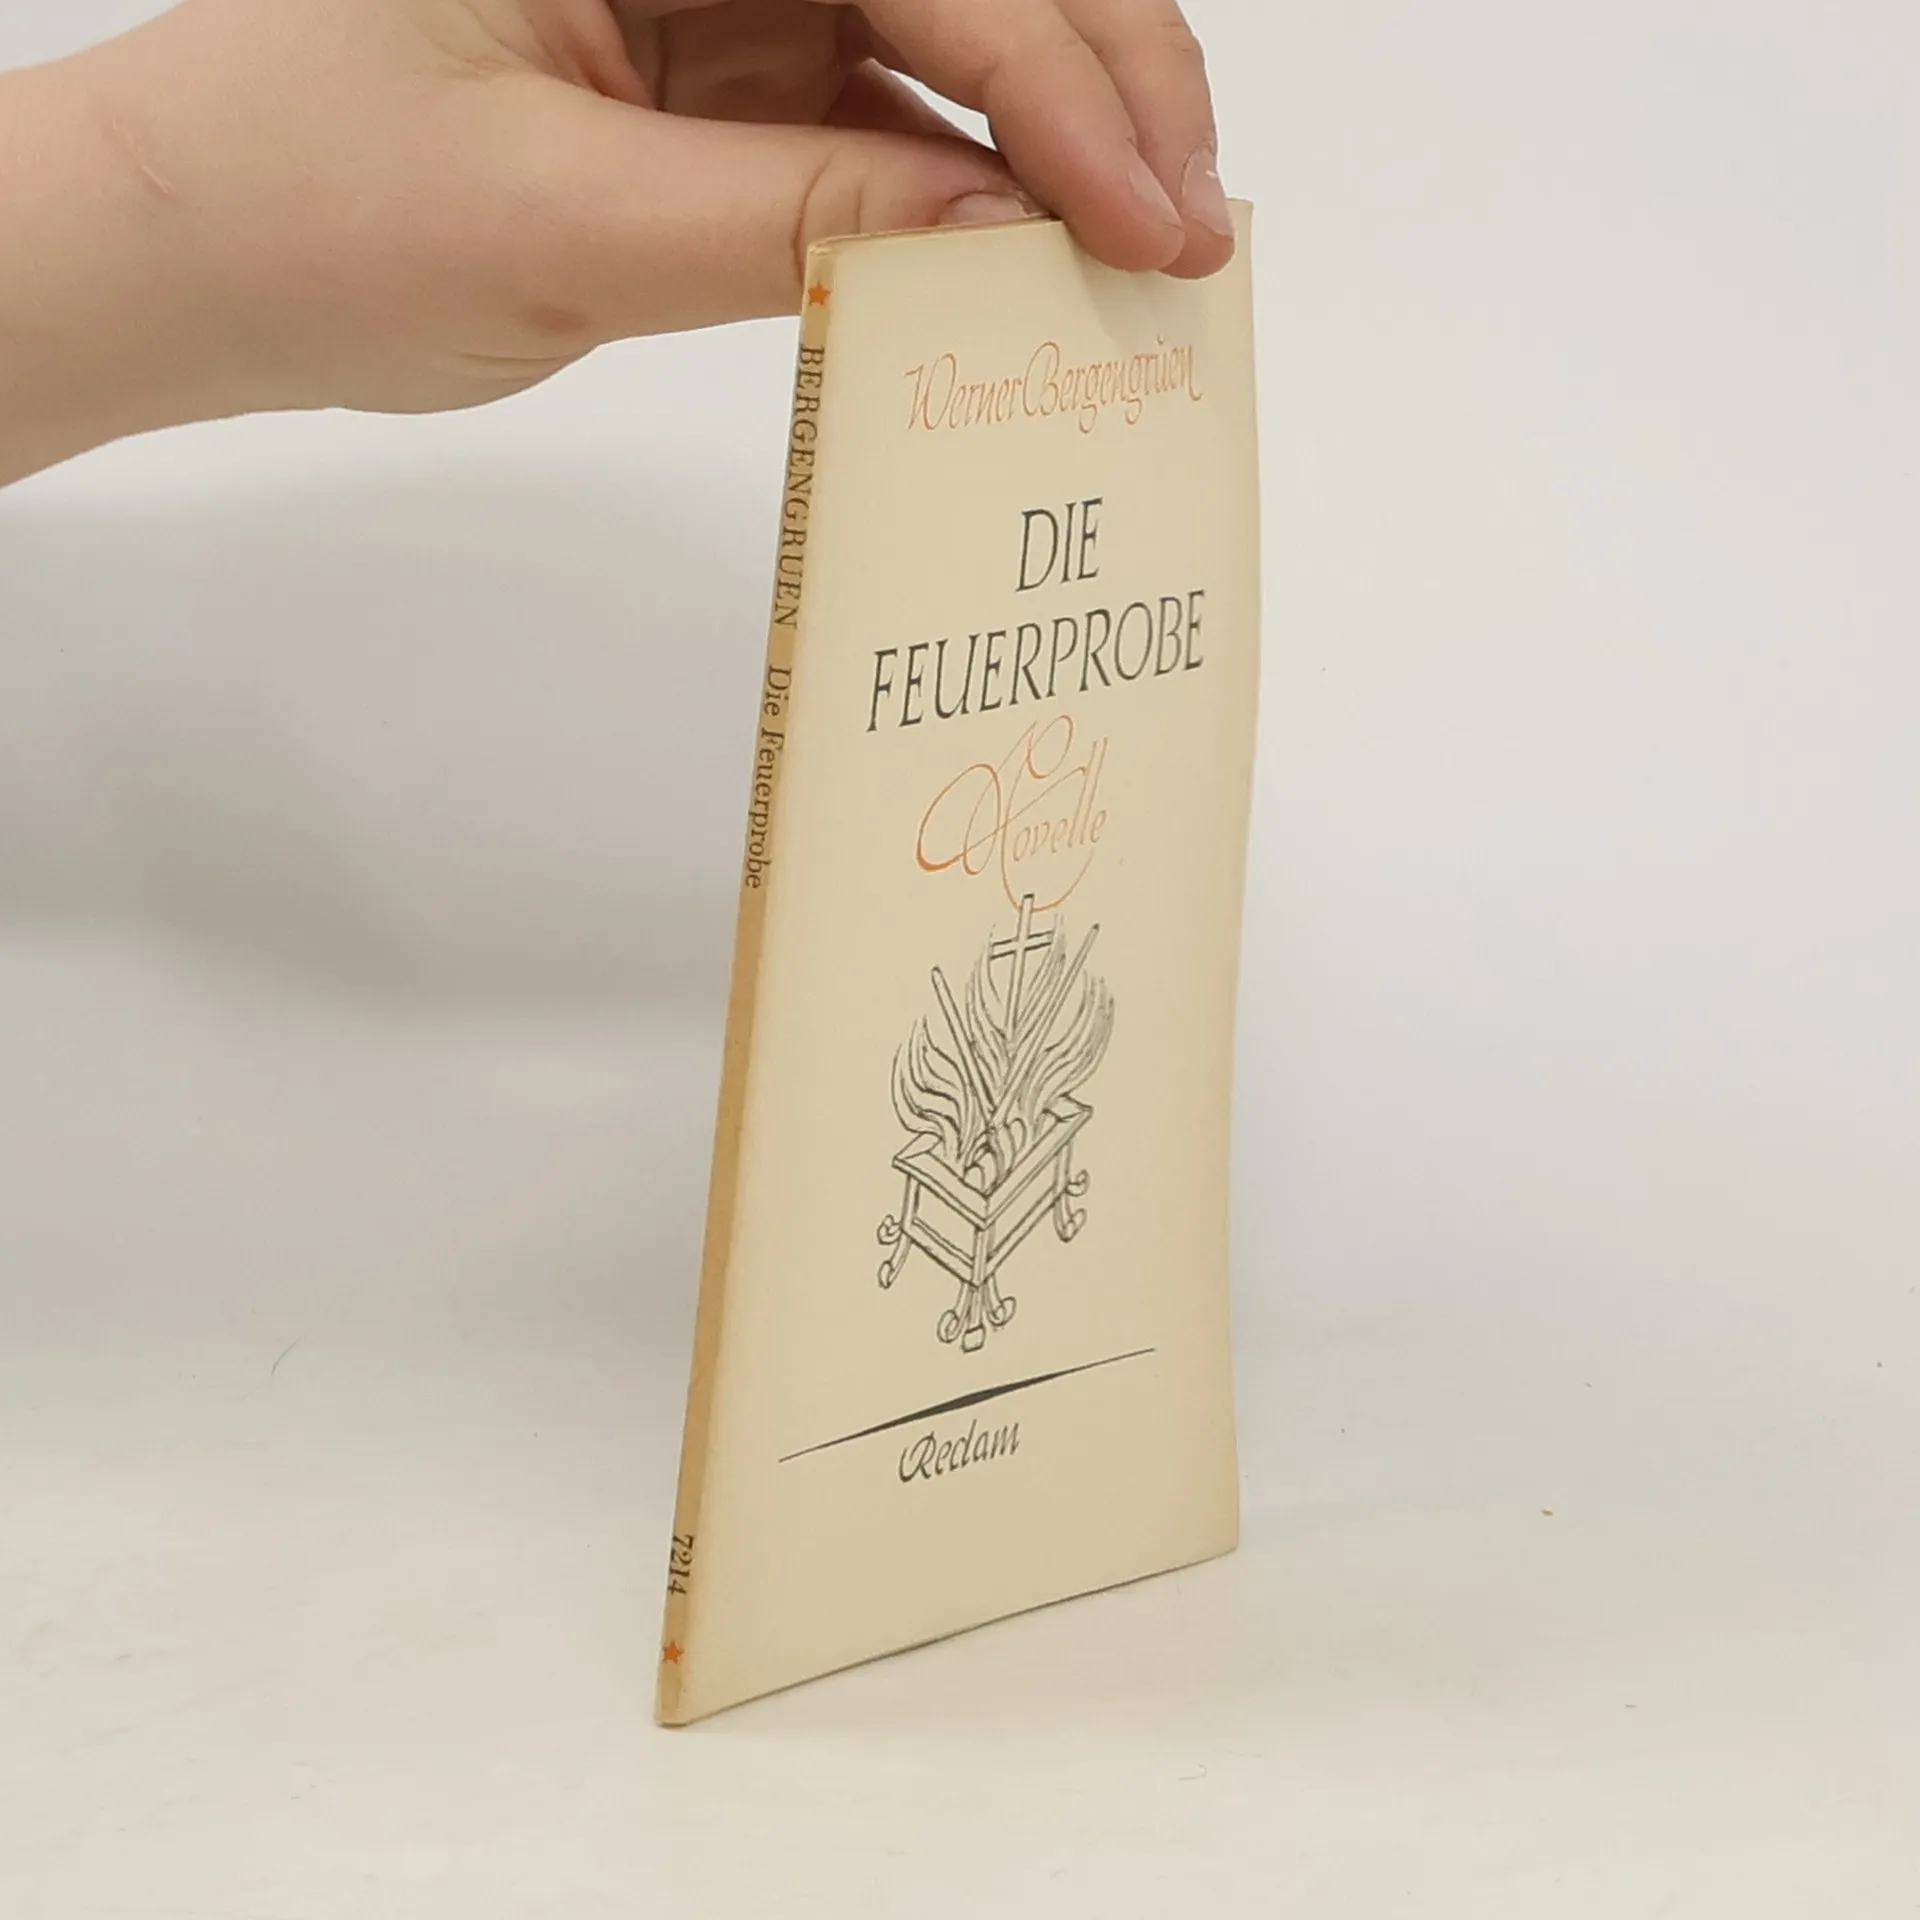 Werner Bergengruen
DIE
FEUERPROBE
Novelle
Reclam
BERGENGRUEN Die Feuerprobe
7214